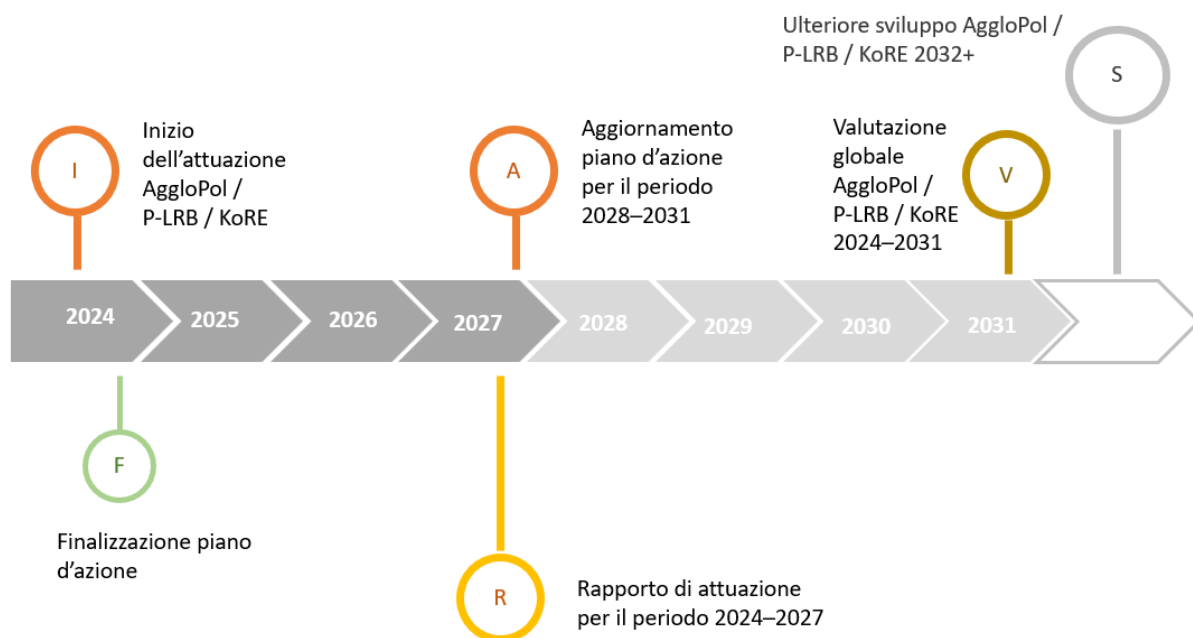 Ulteriore sviluppo AggloPol /
P-LRB / KoRE 2032+
S
I
Inizio
dell’attuazione
AggloPol /
P-LRB / KoRE
A
Aggiornamento
piano d’azione
per il periodo
2028–2031
Valutazione
globale
AggloPol /
P-LRB / KoRE
2024–2031
V
2024
2025
2026
2027
2028
2029
2030
2031
F
Finalizzazione piano
d’azione
R
Rapporto di attuazione
per il periodo 2024–2027